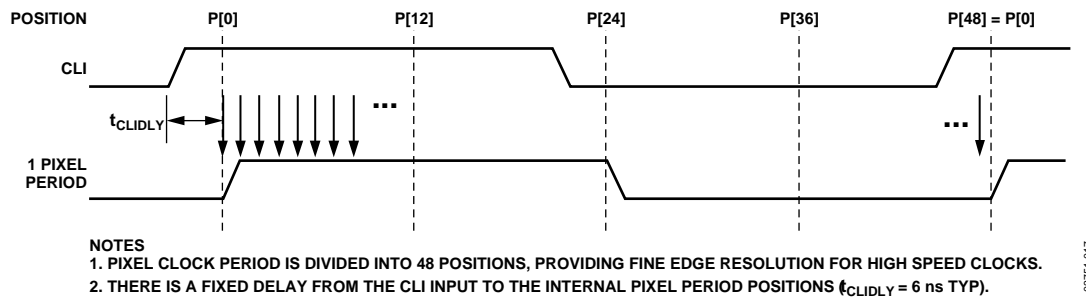 POSITION P[0] P[12] P[24] P[36] P[48] = P[0]
CLI
tCLIDLY
... ...
1 PIXEL
PERIOD
NOTES
1. PIXEL CLOCK PERIOD IS DIVIDED INTO 48 POSITIONS, PROVIDING FINE EDGE RESOLUTION FOR HIGH SPEED CLOCKS.
2. THERE IS A FIXED DELAY FROM THE CLI INPUT TO THE INTERNAL PIXEL PERIOD POSITIONS (tCLIDLY = 6 ns TYP).